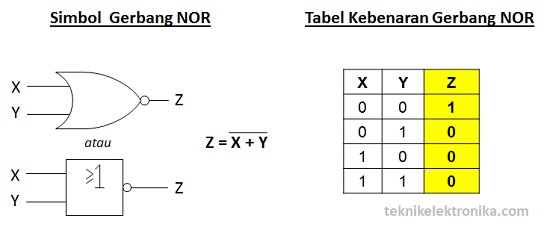 Simbol Gerbang NOR
X
Y
Z
atau
X
Y
≥1
Z
Z = X + Y
Tabel Kebenaran Gerbang NOR
X Y Z
0 0 1
0 1 0
1 0 0
1 1 0
teknikelektronika.com